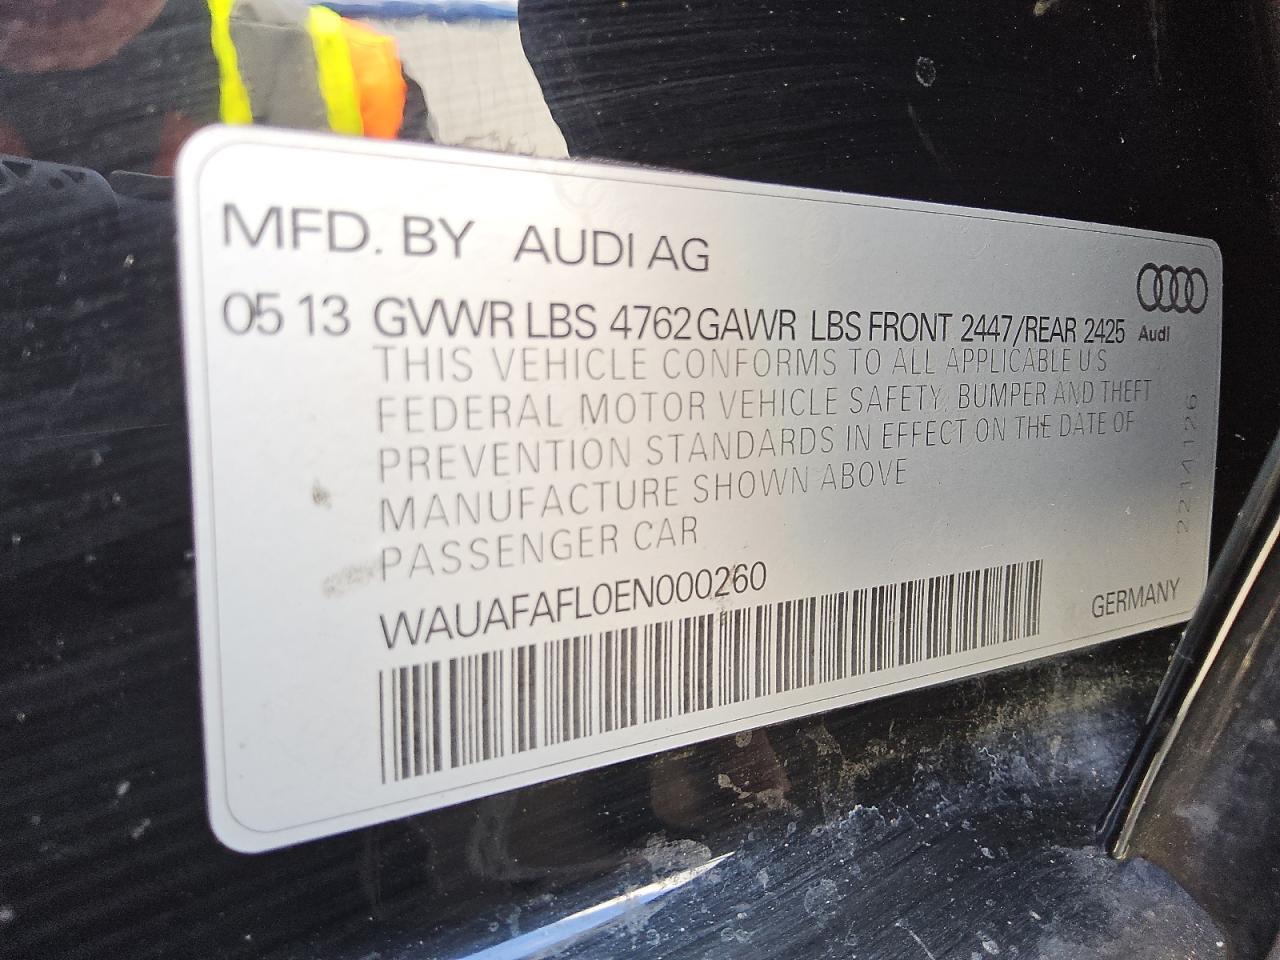 MFD. BY AUDI AG
05 13 GVWR LBS 4762 GAWR LBS FRONT 2447/REAR 2425
Audi
THIS VEHICLE CONFORMS TO ALL APPLICABLE U S
FEDERAL MOTOR VEHICLE SAFETY, BUMPER AND THEFT
PREVENTION STANDARDS IN EFFECT ON THE DATE OF
MANUFACTURE SHOWN ABOVE
PASSENGER CAR
WAUAFAFL0EN000260
GERMANY